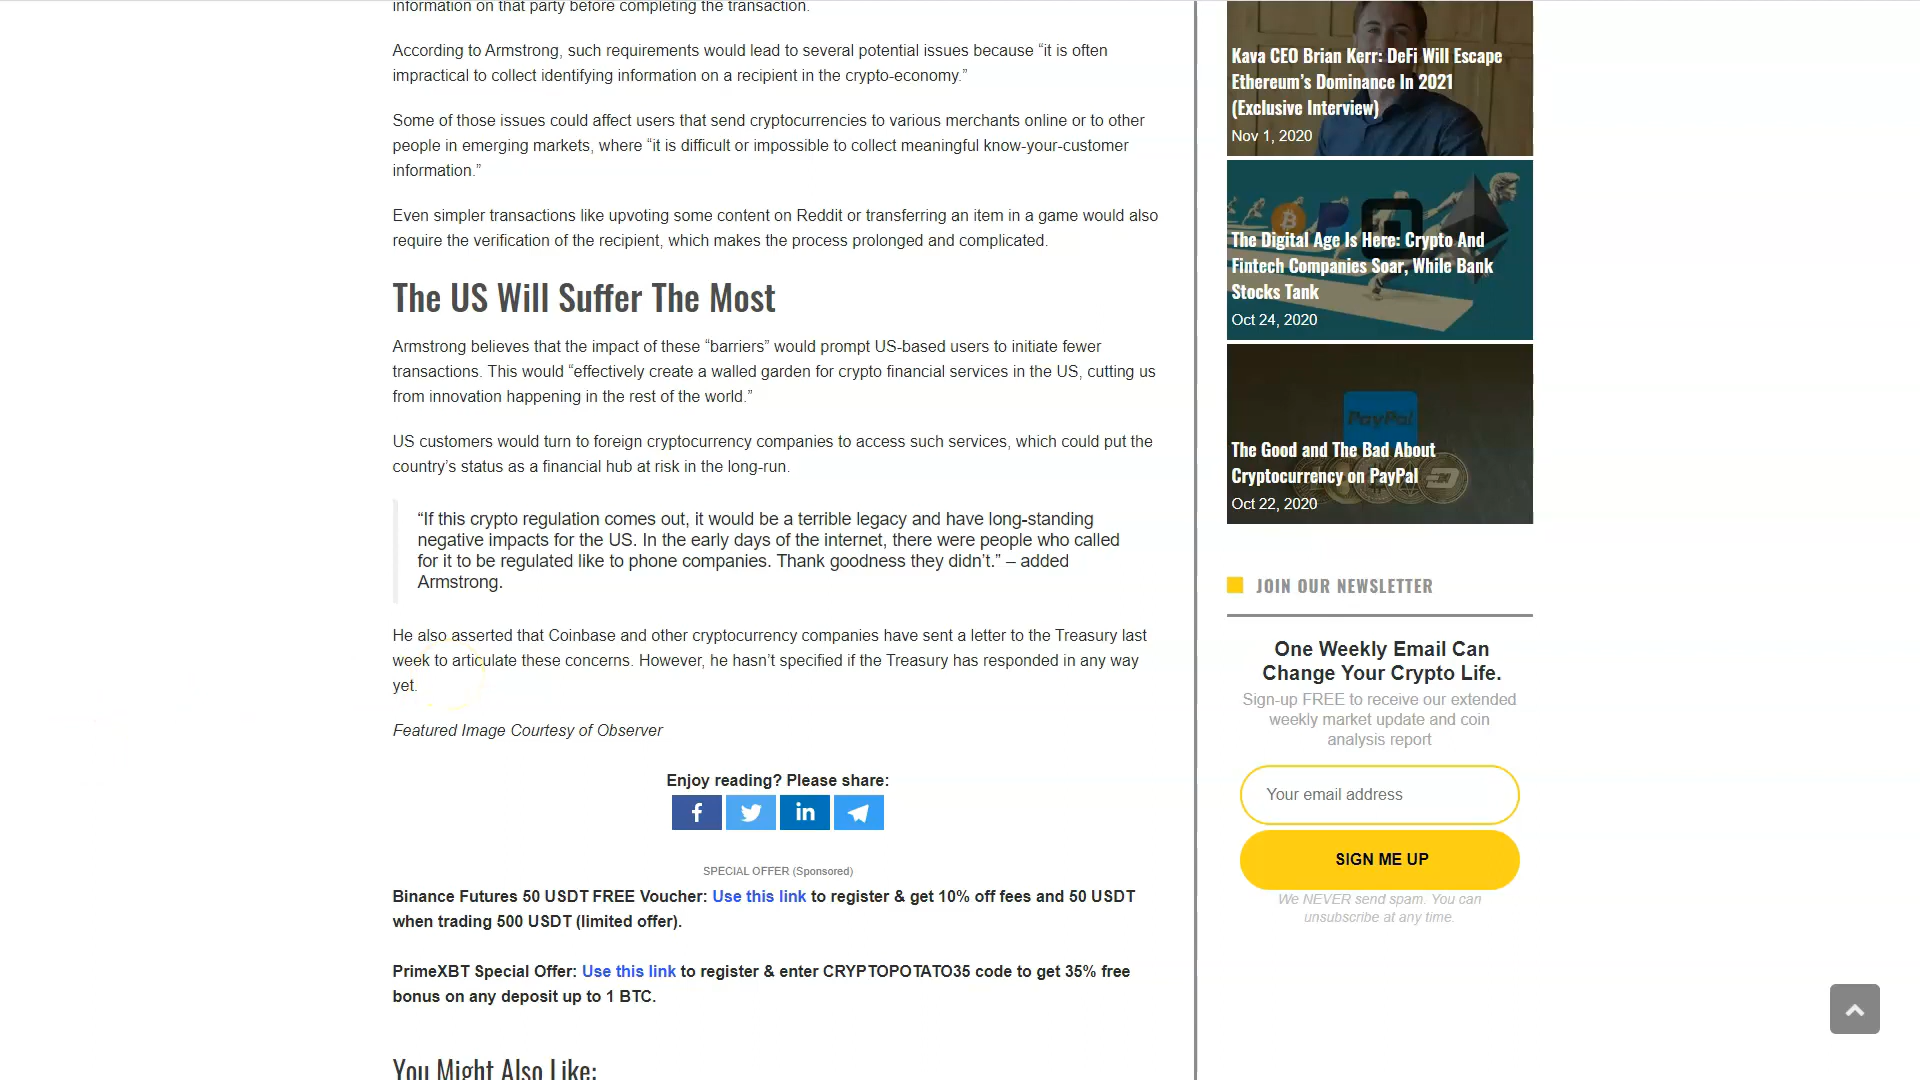 information on that party before completing the transaction.
According to Armstrong, such requirements would lead to several potential issues because “it is often
impractical to collect identifying information on a recipient in the crypto-economy.”
Some of those issues could affect users that send cryptocurrencies to various merchants online or to other
people in emerging markets, where “it is difficult or impossible to collect meaningful know-your-customer
information.”
Even simpler transactions like upvoting some content on Reddit or transferring an item in a game would also
require the verification of the recipient, which makes the process prolonged and complicated.
The US Will Suffer The Most
Armstrong believes that the impact of these “barriers” would prompt US-based users to initiate fewer
transactions. This would “effectively create a walled garden for crypto financial services in the US, cutting us
from innovation happening in the rest of the world.”
US customers would turn to foreign cryptocurrency companies to access such services, which could put the
country’s status as a financial hub at risk in the long-run.
“If this crypto regulation comes out, it would be a terrible legacy and have long-standing
negative impacts for the US. In the early days of the internet, there were people who called
for it to be regulated like to phone companies. Thank goodness they didn’t.” – added
Armstrong.
He also asserted that Coinbase and other cryptocurrency companies have sent a letter to the Treasury last
week to articulate these concerns. However, he hasn’t specified if the Treasury has responded in any way
yet.
Featured Image Courtesy of Observer
Enjoy reading? Please share:
SPECIAL OFFER (Sponsored)
Binance Futures 50 USDT FREE Voucher: Use this link to register & get 10% off fees and 50 USDT
when trading 500 USDT (limited offer).
PrimeXBT Special Offer: Use this link to register & enter CRYPTOPOTATO35 code to get 35% free
bonus on any deposit up to 1 BTC.
You Might Also Like:
Kava CEO Brian Kerr: DeFi Will Escape
Ethereum’s Dominance In 2021
(Exclusive Interview)
Nov 1, 2020
The Digital Age Is Here: Crypto And
Fintech Companies Soar, While Bank
Stocks Tank
Oct 24, 2020
PayPal
The Good and The Bad About
Cryptocurrency on PayPal
Oct 22, 2020
JOIN OUR NEWSLETTER
One Weekly Email Can
Change Your Crypto Life.
Sign-up FREE to receive our extended
weekly market update and coin
analysis report
Your email address
SIGN ME UP
We NEVER send spam. You can
unsubscribe at any time.